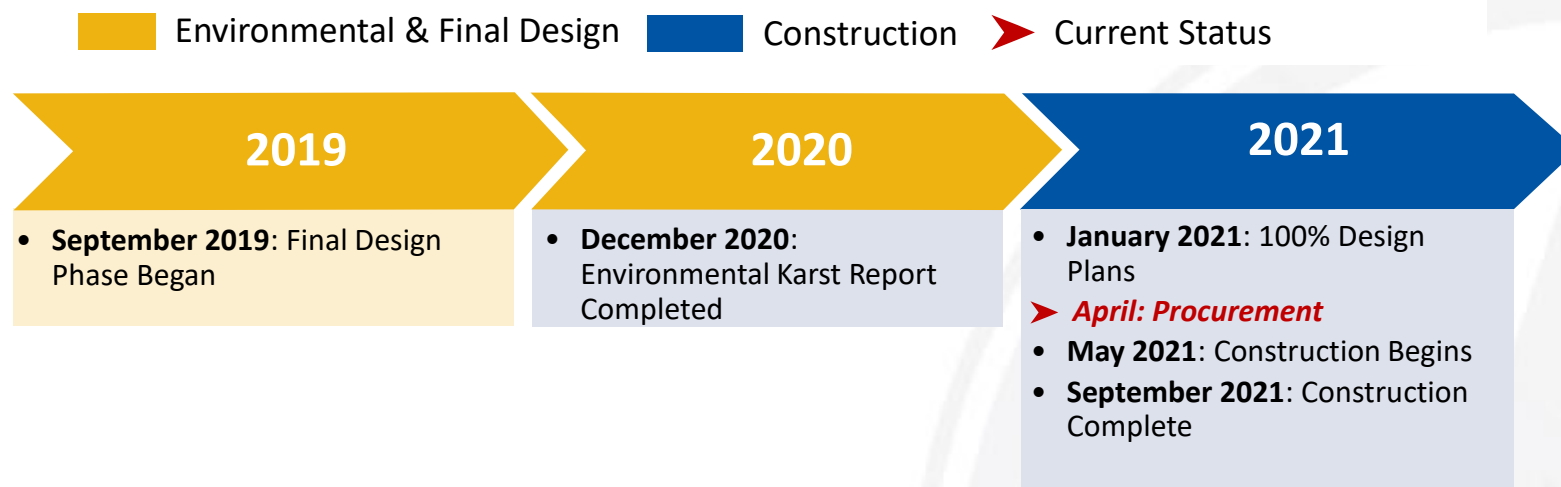 Environmental & Final Design Construction Current Status
2019
• September 2019: Final Design
Phase Began
2020
• December 2020:
Environmental Karst Report
Completed
2021
• January 2021: 100% Design
Plans
April: Procurement
• May 2021: Construction Begins
• September 2021: Construction
Complete